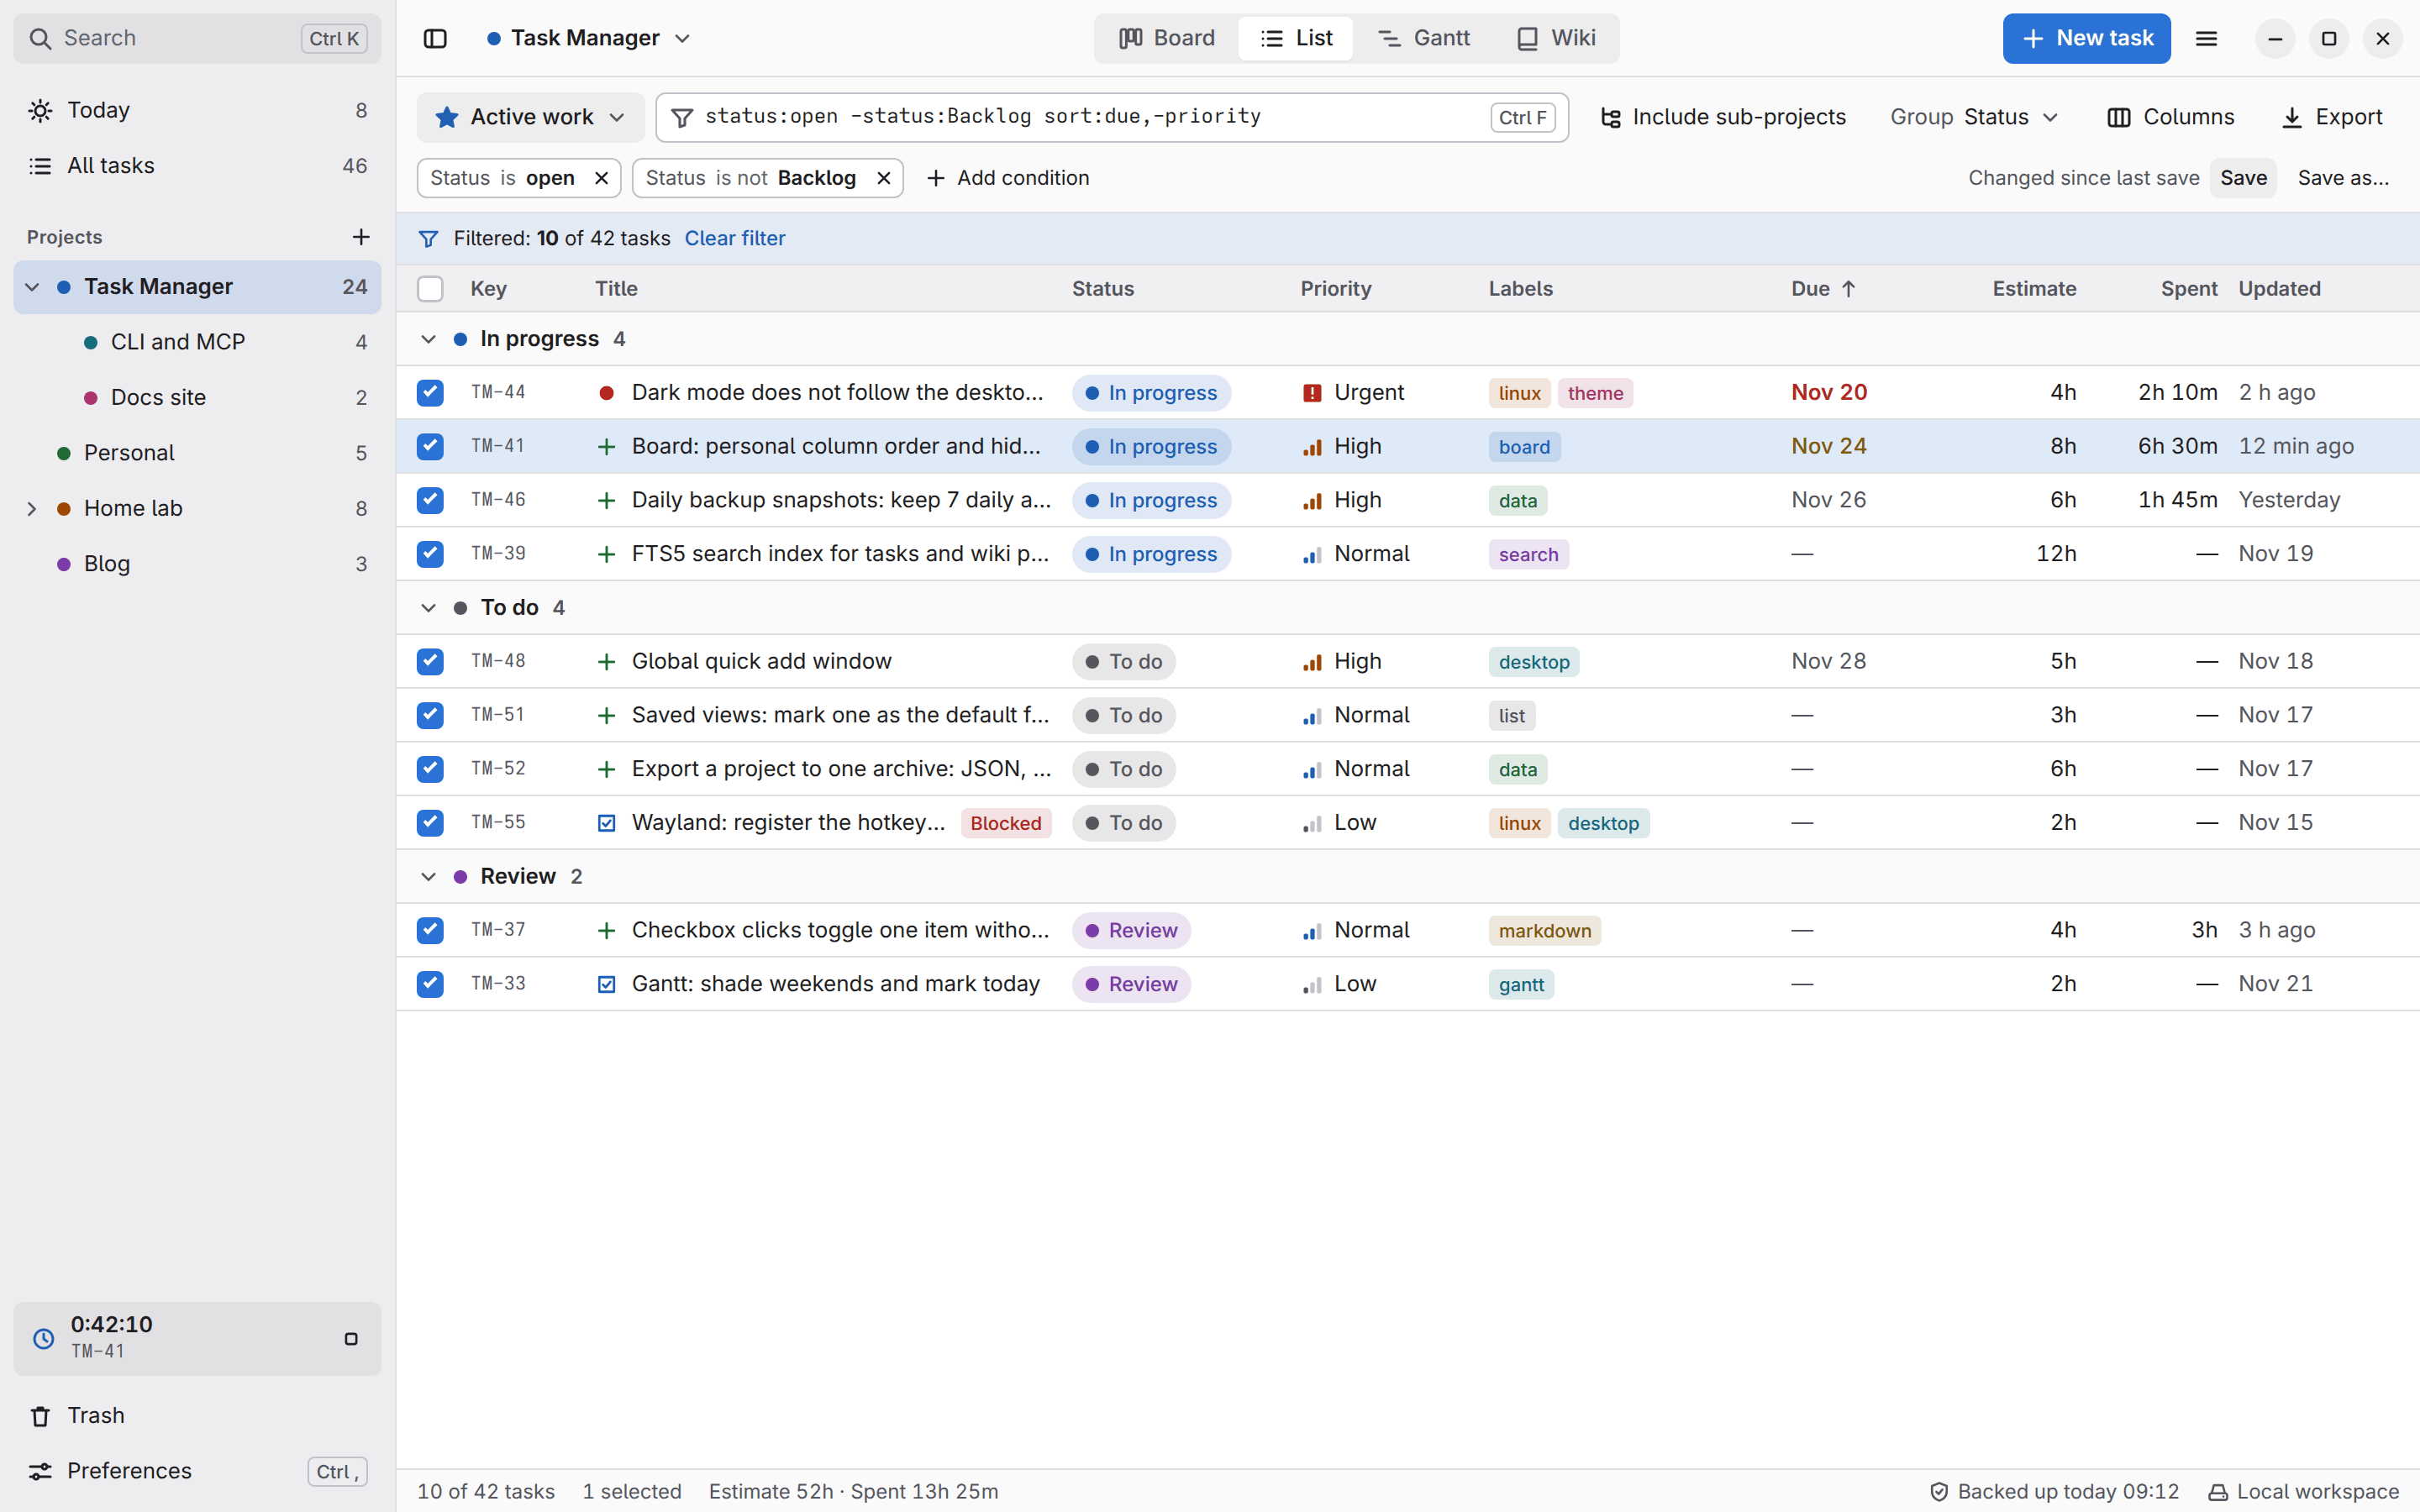 Search Ctrl K
Today 8
All tasks 46
Projects
Task Manager 24
CLI and MCP 4
Docs site 2
Personal 5
Home lab 8
Blog 3
0:42:10
TM-41
Trash
Preferences Ctrl ,
Task Manager Board List Gantt Wiki New task
Active work status:open -status:Backlog sort:due,-priority Ctrl F Include sub-projects Group Status Columns Export
Status is open Status is not Backlog Add condition Changed since last save Save Save as...
Filtered: 10 of 42 tasks Clear filter
Key Title Status Priority Labels Due Estimate Spent Updated
In progress 4
TM-44 Dark mode does not follow the deskto... In progress Urgent linux theme Nov 20 4h 2h 10m 2 h ago
TM-41 Board: personal column order and hid... In progress High board Nov 24 8h 6h 30m 12 min ago
TM-46 Daily backup snapshots: keep 7 daily a... In progress High data Nov 26 6h 1h 45m Yesterday
TM-39 FTS5 search index for tasks and wiki p... In progress Normal search — 12h — Nov 19
To do 4
TM-48 Global quick add window To do High desktop Nov 28 5h — Nov 18
TM-51 Saved views: mark one as the default f... To do Normal list — 3h — Nov 17
TM-52 Export a project to one archive: JSON, ... To do Normal data — 6h — Nov 17
TM-55 Wayland: register the hotkey... Blocked To do Low linux desktop — 2h — Nov 15
Review 2
TM-37 Checkbox clicks toggle one item witho... Review Normal markdown — 4h 3h 3 h ago
TM-33 Gantt: shade weekends and mark today Review Low gantt — 2h — Nov 21
10 of 42 tasks 1 selected Estimate 52h · Spent 13h 25m Backed up today 09:12 Local workspace